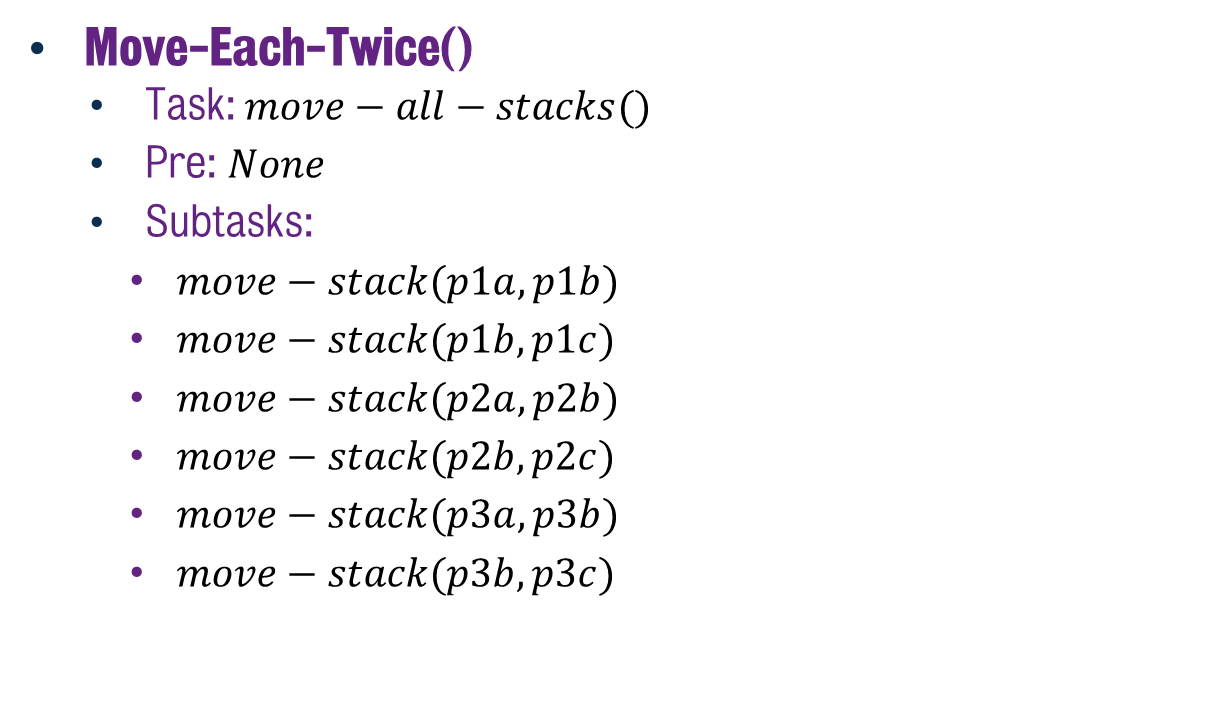 • Move-Each-Twice()
• Task: move − all − stacks()
• Pre: None
• Subtasks:
• move − stack(p1a, p1b)
• move − stack(p1b, p1c)
• move − stack(p2a, p2b)
• move − stack(p2b, p2c)
• move − stack(p3a, p3b)
• move − stack(p3b, p3c)